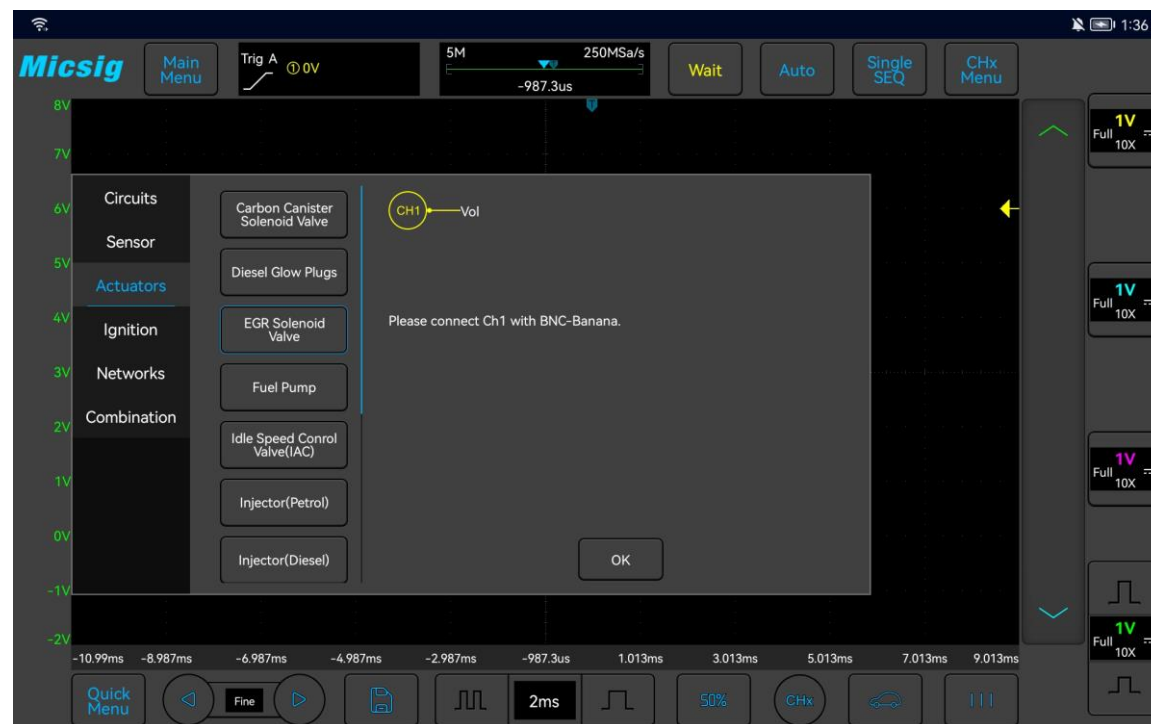 1:36
Micsig
Main
Menu
Trig A
① 0V
5M
250MSa/s
-987.3us
Wait
Auto
Single
SEQ
CHx
Menu
8V
7V
6V
5V
4V
3V
2V
1V
0V
-1V
-2V
Circuits
Sensor
Actuators
Ignition
Networks
Combination
Carbon Canister
Solenoid Valve
Diesel Glow Plugs
EGR Solenoid
Valve
Fuel Pump
Idle Speed Conrol
Valve(IAC)
Injector(Petrol)
Injector(Diesel)
CH1
Vol
Please connect Ch1 with BNC-Banana.
OK
T
1V
Full
10X
1V
Full
10X
1V
Full
10X
1V
Full
10X
-10.99ms -8.987ms -6.987ms -4.987ms -2.987ms -987.3us 1.013ms 3.013ms 5.013ms 7.013ms 9.013ms
Quick
Menu
Fine
2ms
50%
CHx